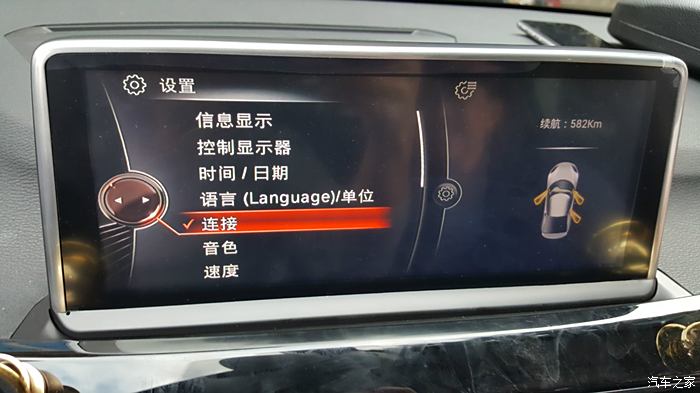 设置
信息显示
控制显示器
时间 / 日期
语言 (Language)/单位
连接
音色
速度
续航：582Km
汽车之家